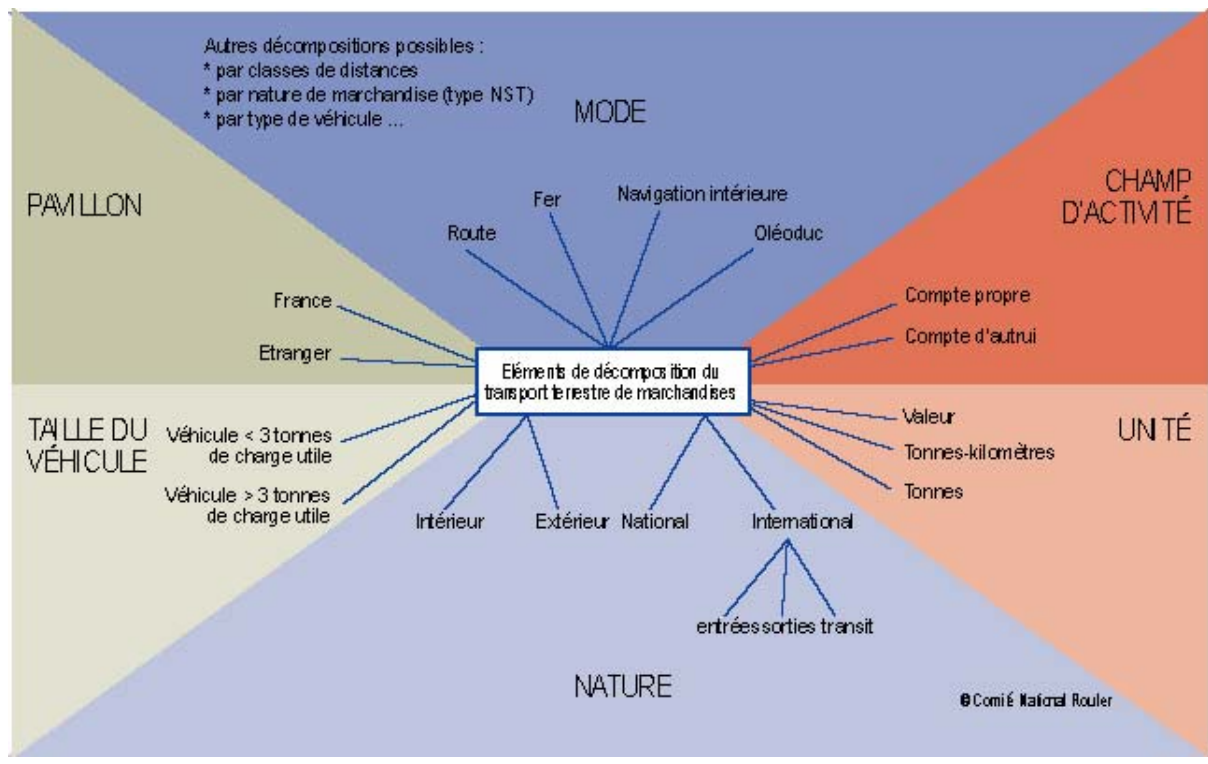 Autres décompositions possibles :
* par classes de distances
* par nature de marchandise (type NST)
* par type de véhicule ...
MODE
PAVILLON
CHAMP
D'ACTIVITÉ
Fer
Navigation intérieure
Route
Oléoduc
France
Etranger
Compte propre
Compte d'autrui
Eléments de décomposition du
transport terrestre de marchandises
TAILLE DU
VÉHICULE
Véhicule < 3 tonnes
de charge utile
Véhicule > 3 tonnes
de charge utile
Valeur
Tonnes-kilomètres
Tonnes
UNITÉ
Intérieur
Extérieur
National
International
entrées sorties transit
NATURE
© Comité National Routier